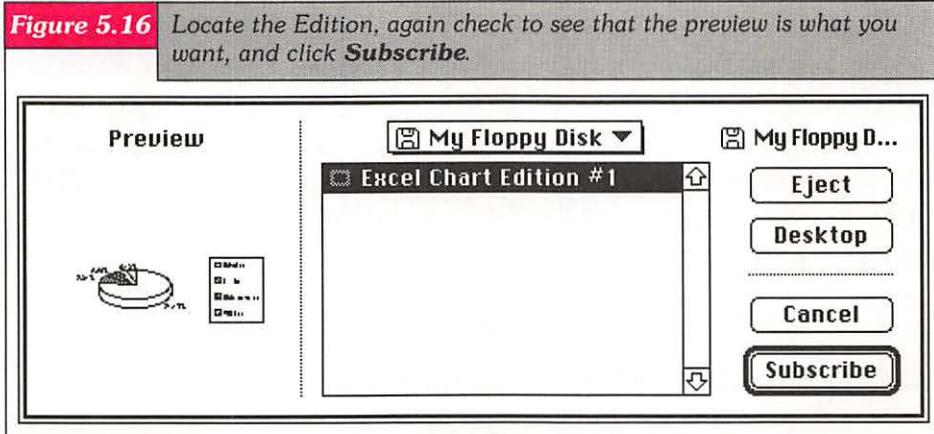 Figure 5.16 Locate the Edition, again check to see that the preview is what you
want, and click Subscribe.
Preview
My Floppy Disk
My Floppy D...
Excel Chart Edition #1
Eject
Desktop
Cancel
Subscribe